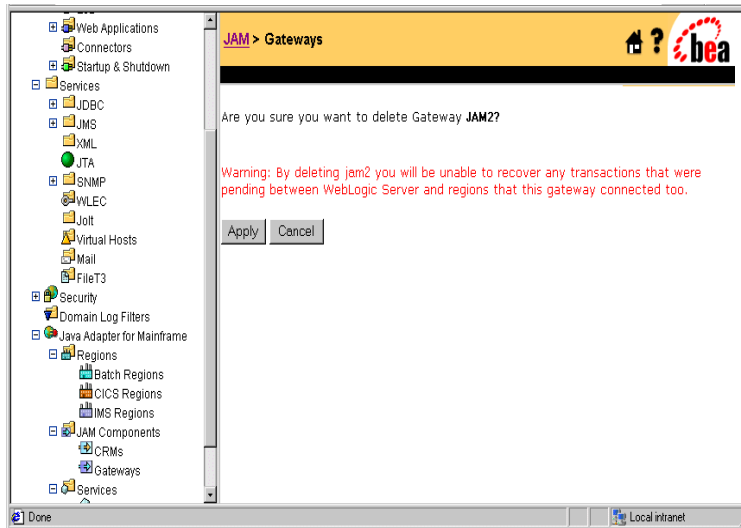 Web Applications
Connectors
Startup & Shutdown
Services
JDBC
JMS
XML
JTA
SNMP
WLEC
Jolt
Virtual Hosts
Mail
FileT3
Security
Domain Log Filters
Java Adapter for Mainframe
Regions
Batch Regions
CICS Regions
IMS Regions
JAM Components
CRMs
Gateways
Services
JAM > Gateways
?
bea
Are you sure you want to delete Gateway JAM2?
Warning: By deleting jam2 you will be unable to recover any transactions that were
pending between WebLogic Server and regions that this gateway connected too.
Apply Cancel
Done
Local intranet